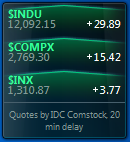 $INDU
12,092.15 +29.89
$COMPX
2,769.30 +15.42
$INX
1,310.87 +3.77
Quotes by IDC Comstock, 20
min delay